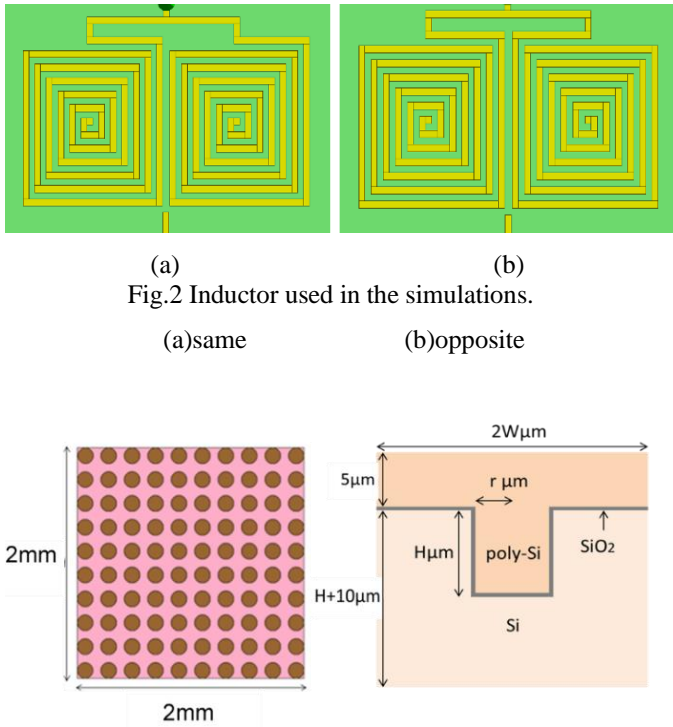 (a) (b)
Fig.2 Inductor used in the simulations.
(a)same (b)opposite
2mm
2mm
2Wµm
5µm
r µm
Hµm
poly-Si
SiO₂
H+10µm
Si